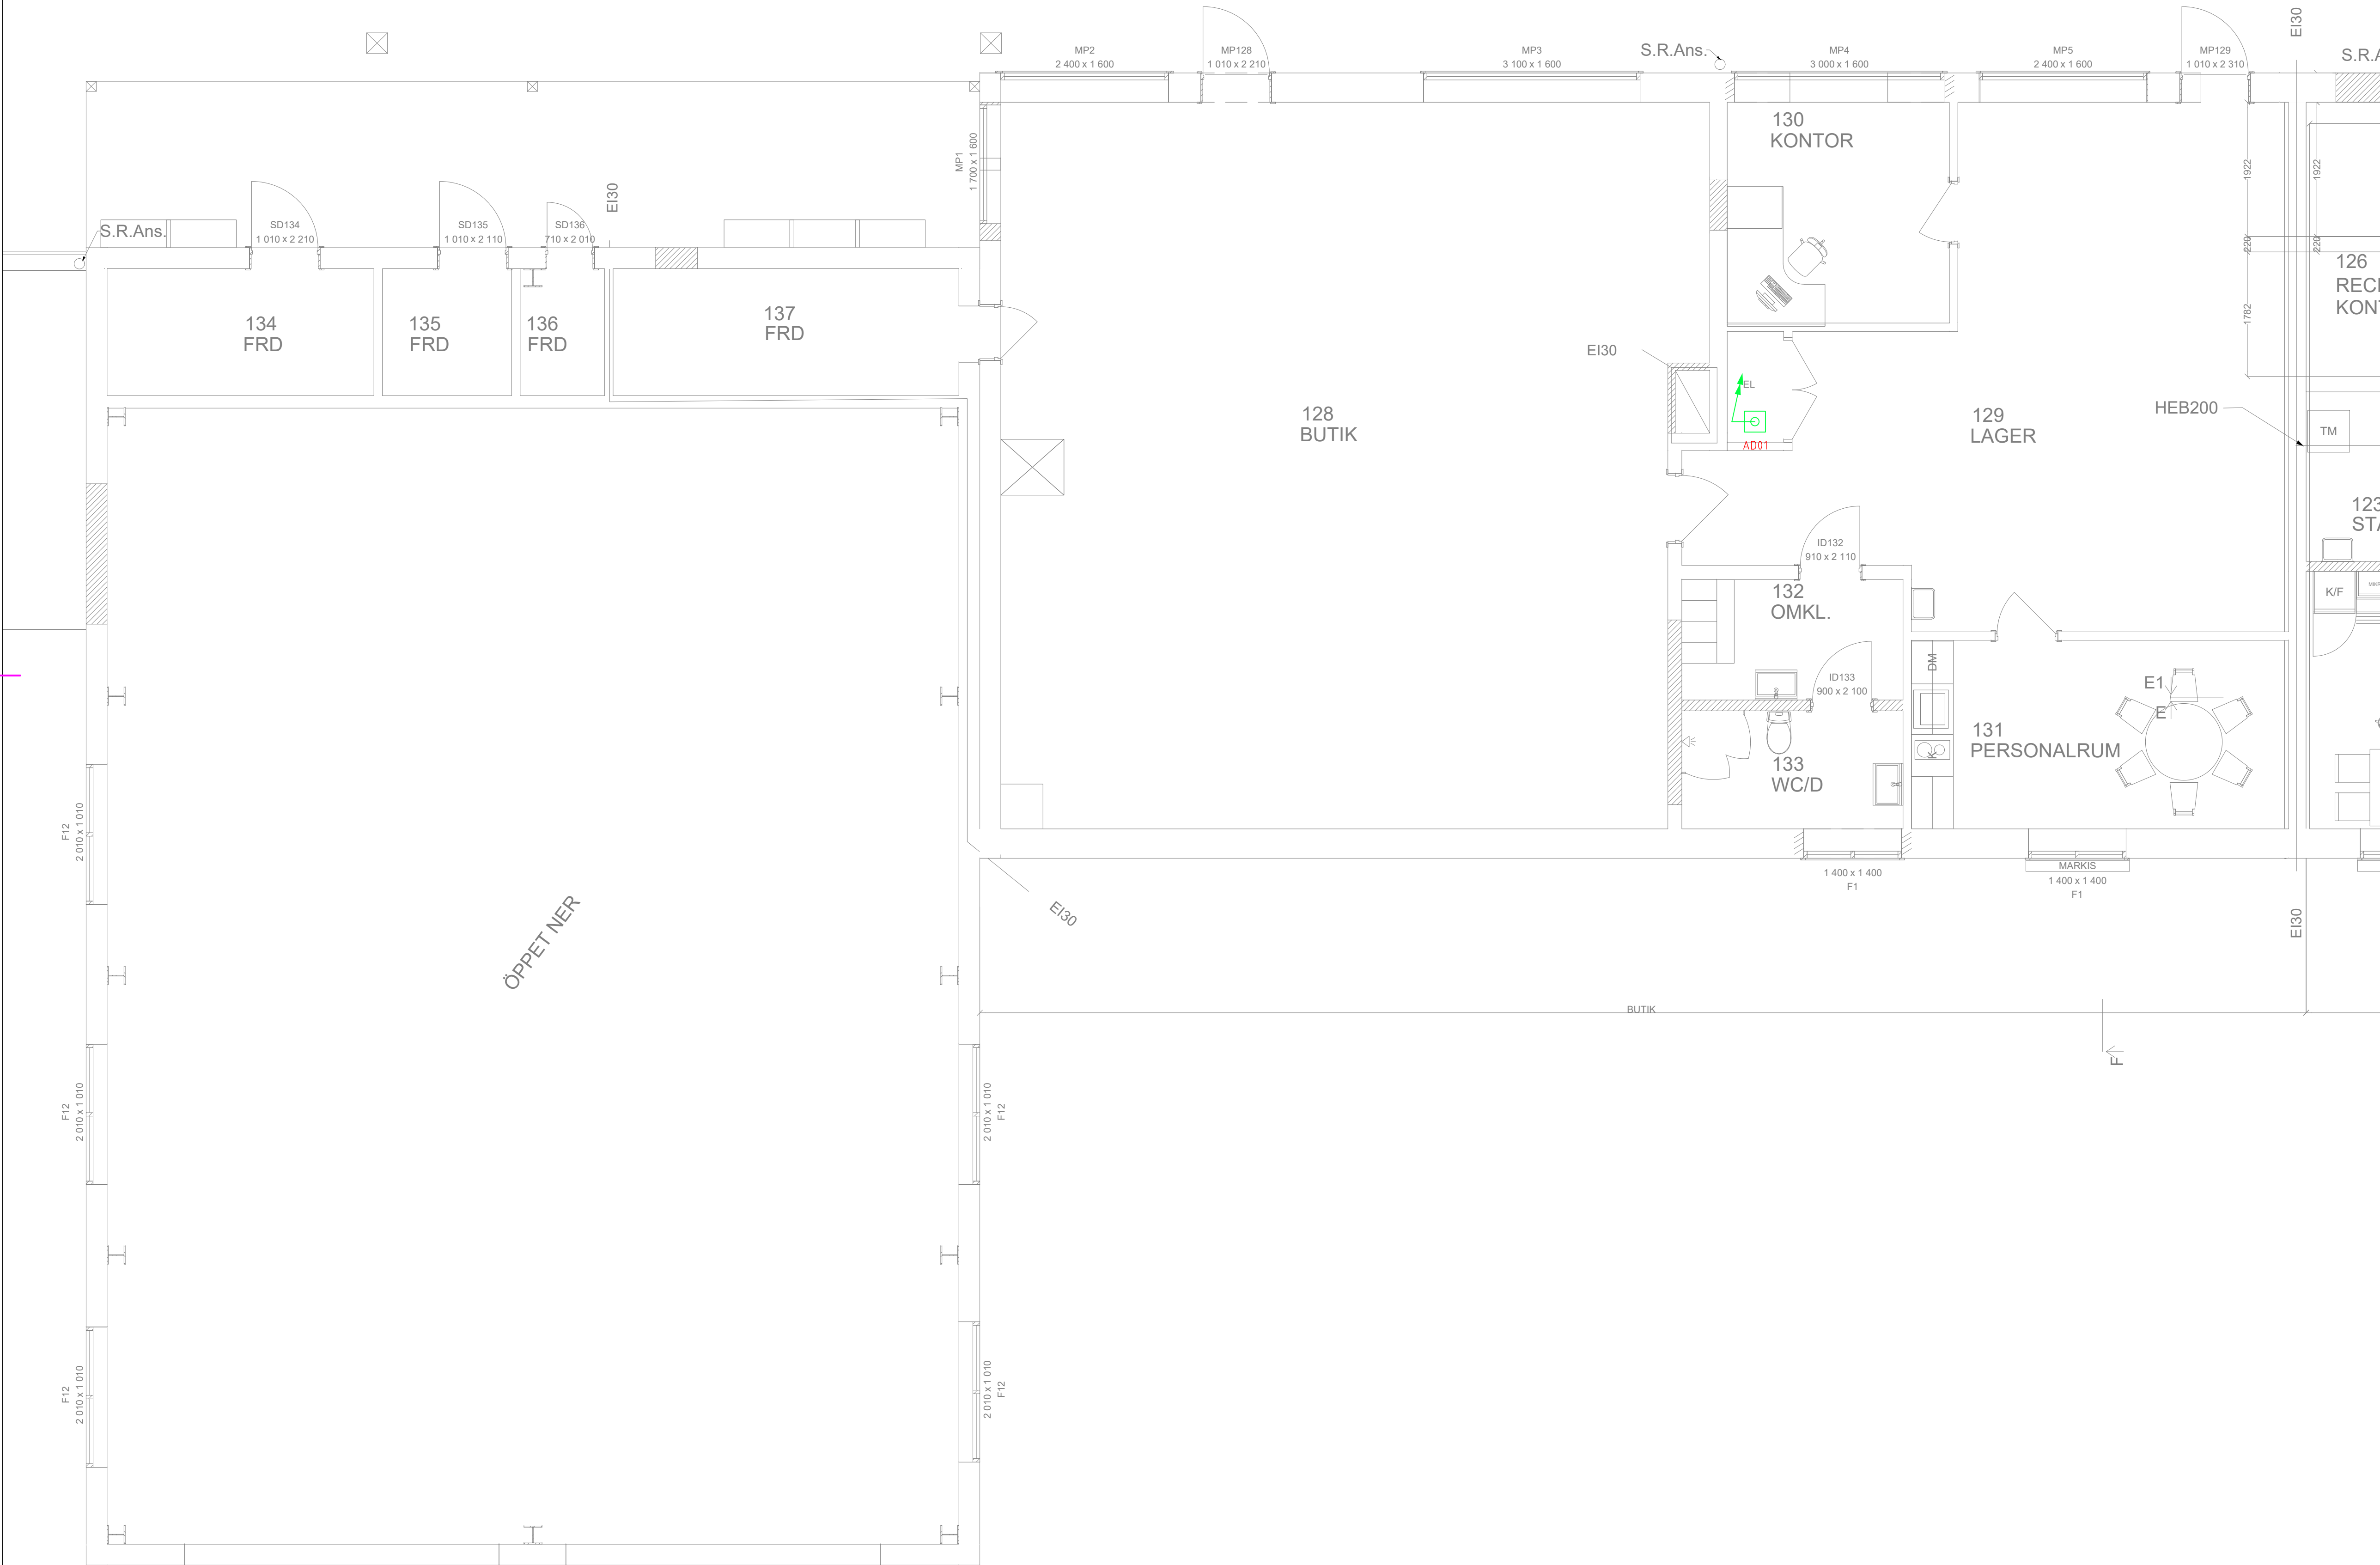 EI30
MP2
2 400 x 1 600
MP128
1 010 x 2 210
MP3
3 100 x 1 600
S.R.Ans.
MP4
3 000 x 1 600
MP5
2 400 x 1 600
MP129
1 010 x 2 310
130
KONTOR
MP1
1 700 x 1 600
1922
1922
EI30
S.R.Ans.
SD134
1 010 x 2 210
SD135
1 010 x 2 110
SD136
710 x 2 010
220
220
126
1782
134
FRD
135
FRD
136
FRD
137
FRD
EI30
EL
AD01
128
BUTIK
129
LAGER
HEB200
TM
ID132
910 x 2 110
132
OMKL.
K/F
DM
ID133
900 x 2 100
E1
E
131
PERSONALRUM
K
133
WC/D
F12
2 010 x 1 010
MARKIS
1 400 x 1 400
F1
1 400 x 1 400
F1
EI30
EI30
ÖPPET NER
BUTIK
F
F12
2 010 x 1 010
2 010 x 1 010
F12
F12
2 010 x 1 010
2 010 x 1 010
F12